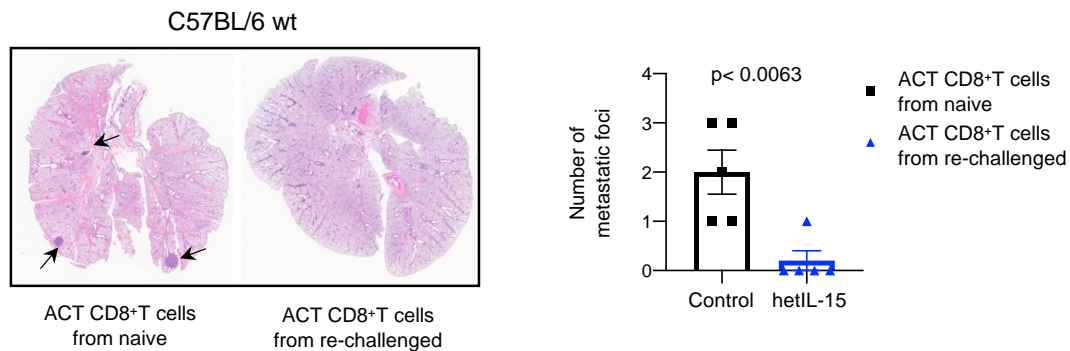 C57BL/6 wt
ACT CD8+T cells
from naive
ACT CD8+T cells
from re-challenged
Number of
metastatic foci
4
3
2
1
0
p< 0.0063
Control
hetIL-15
ACT CD8+T cells
from naive
ACT CD8+T cells
from re-challenged